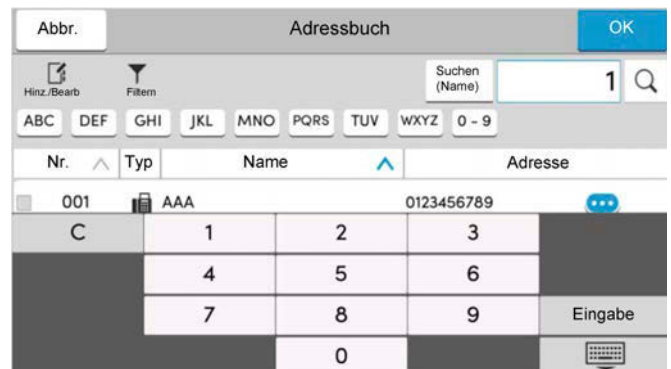 Abbr. Adressbuch OK
Hinz./Bearb Filtern Suchen (Name) 1
ABC DEF GHI JKL MNO PQRS TUV WXYZ 0 - 9
Nr. Typ Name Adresse
001 AAA 0123456789
C 1 2 3
4 5 6
7 8 9 Eingabe
0